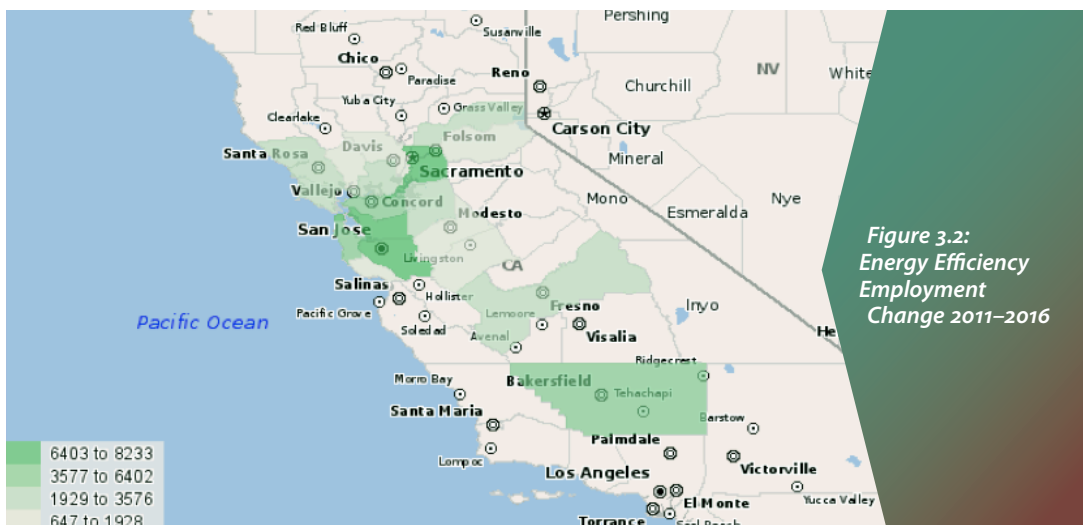 Pershing
Red Bluff
Susanville
Chico
Paradise
Reno
NV
White
Churchill
Yuba City
Grass Valley
Clearlake
Carson City
Davis
Folsom
Santa Rosa
Mineral
Sacramento
Vallejo
Concord
Mono
Nye
Esmeralda
Modesto
San Jose
Livingston
CA
Salinas
Hollister
Pacific Grove
Fresno
Inyo
Lemoore
Soledad
Pacific Ocean
Avenal
Visalia
He
Ridgecrest
Morro Bay
Bakersfield
Tehachapi
Santa Maria
Barstow
Palmdale
Lompoc
Los Angeles
Victorville
Yucca Valley
El Monte
Torrance
Seal Beach
6403 to 8233
3577 to 6402
1929 to 3576
647 to 1928
Figure 3.2:
Energy Efficiency
Employment
Change 2011–2016